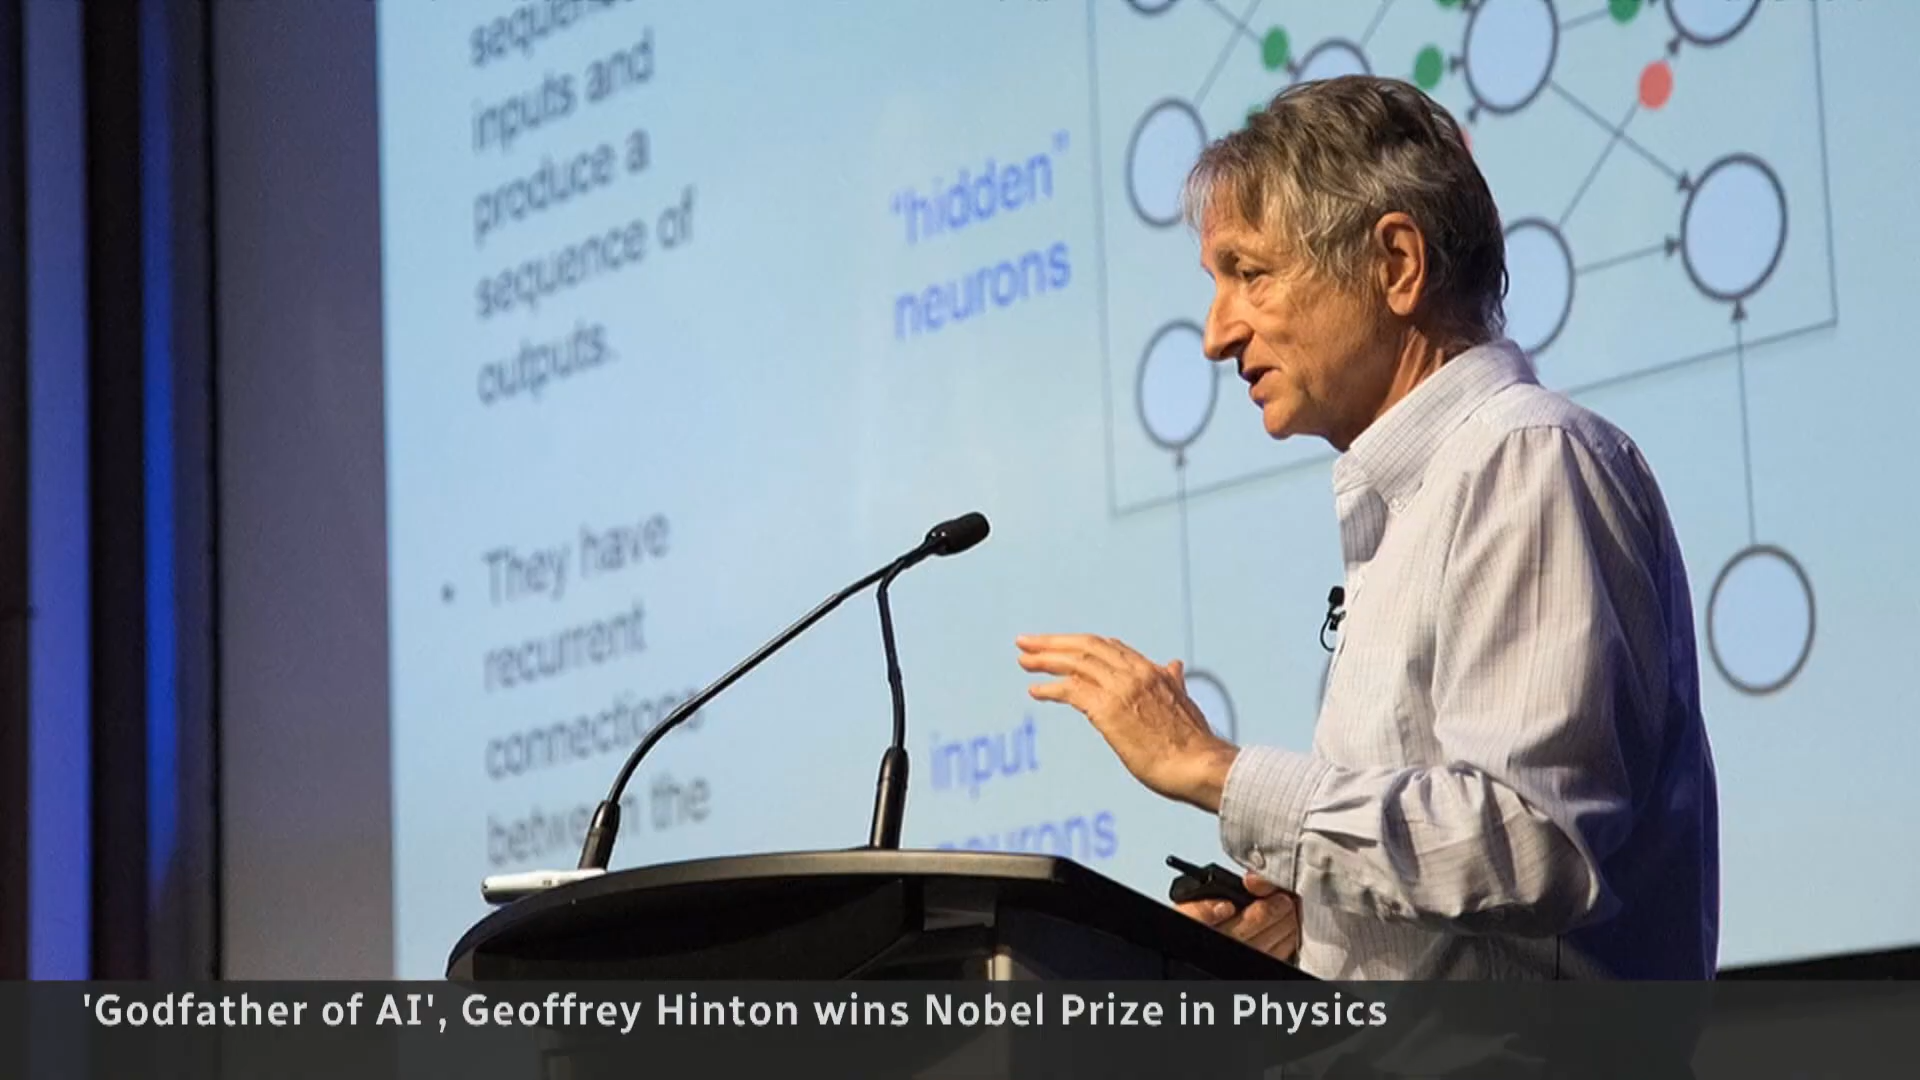 sequence
inputs and
produce a
sequence of
outputs.
• They have
recurrent
connections
between the
"hidden"
neurons
input
neurons
'Godfather of AI', Geoffrey Hinton wins Nobel Prize in Physics